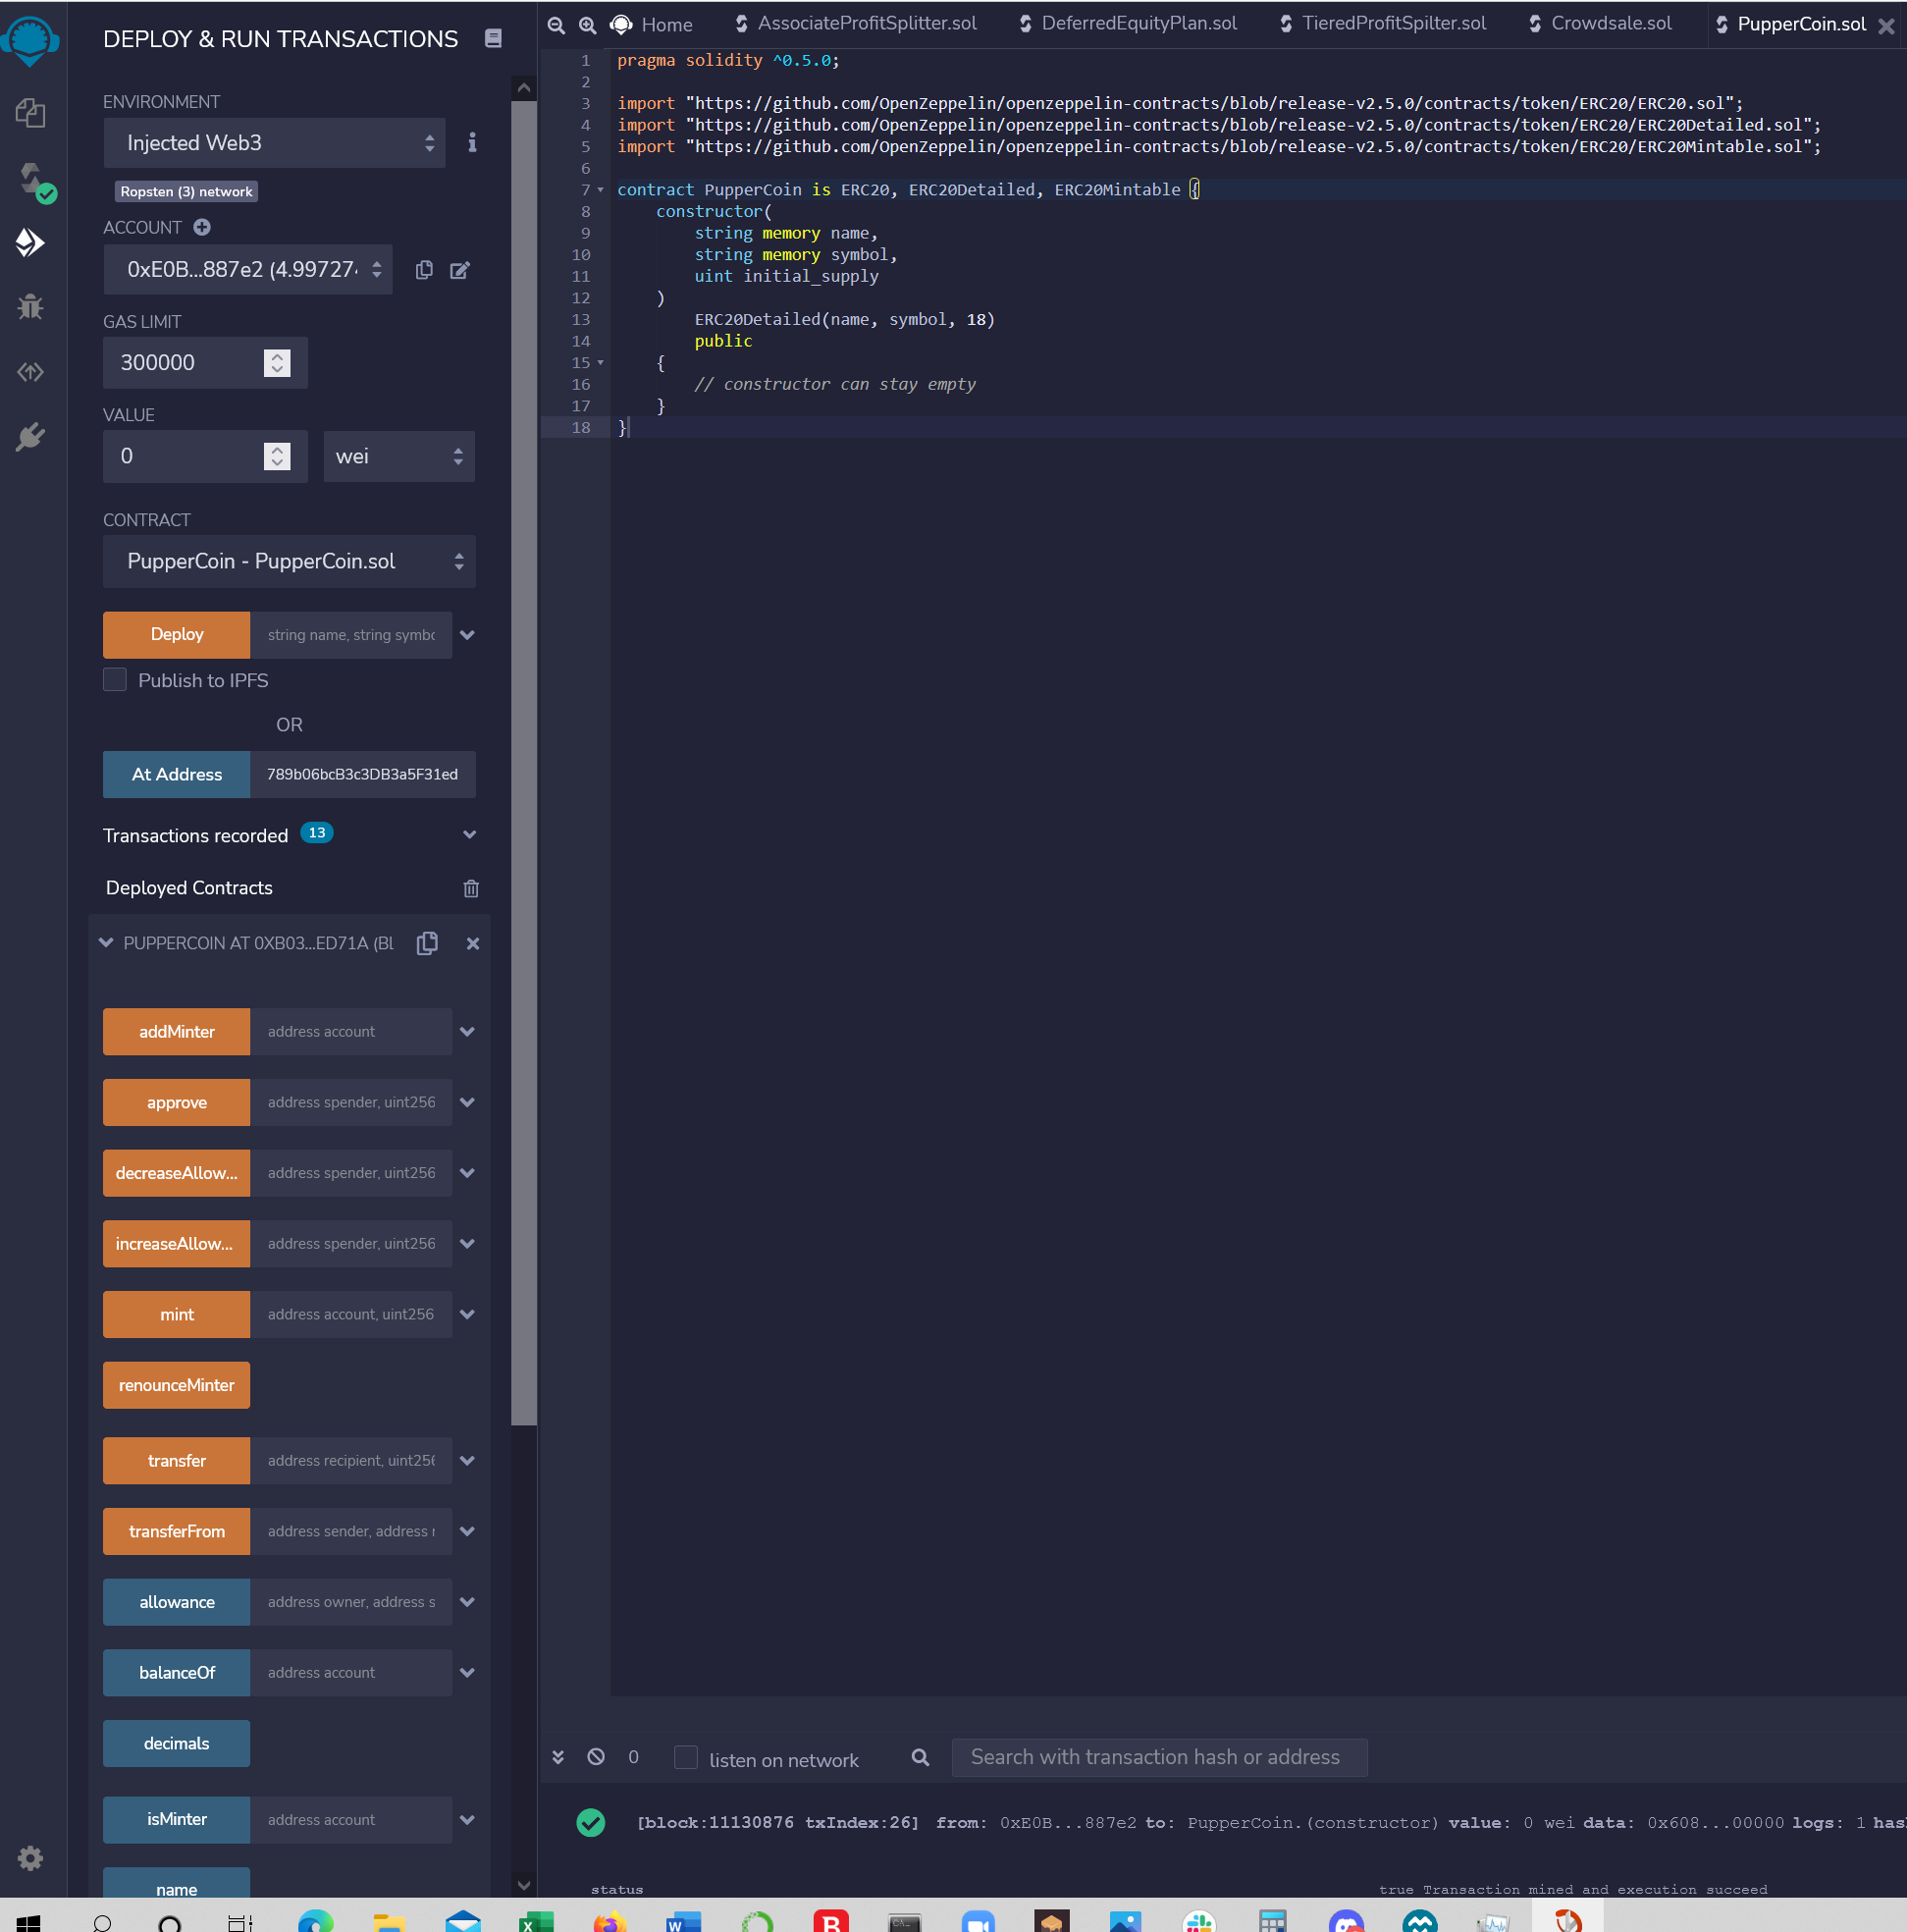 DEPLOY & RUN TRANSACTIONS
ENVIRONMENT
Injected Web3
Ropsten (3) network
ACCOUNT
0xE0B...887e2 (4.997274
GAS LIMIT
300000
VALUE
0
wei
CONTRACT
PupperCoin - PupperCoin.sol
Deploy string name, string symbo
Publish to IPFS
OR
At Address 789b06bcB3c3DB3a5F31ed
Transactions recorded 13
Deployed Contracts
PUPPERCOIN AT 0XB03...ED71A (Bl
addMinter address account
approve address spender, uint256
decreaseAllow... address spender, uint256
increaseAllow... address spender, uint256
mint address account, uint256
renounceMinter
transfer address recipient, uint256
transferFrom address sender, address r
allowance address owner, address s
balanceOf address account
decimals
isMinter address account
name
Home AssociateProfitSplitter.sol DeferredEquityPlan.sol TieredProfitSpilter.sol Crowdsale.sol PupperCoin.sol
1 pragma solidity ^0.5.0;
2
3 import "https://github.com/OpenZeppelin/openzeppelin-contracts/blob/release-v2.5.0/contracts/token/ERC20/ERC20.sol";
4 import "https://github.com/OpenZeppelin/openzeppelin-contracts/blob/release-v2.5.0/contracts/token/ERC20/ERC20Detailed.sol";
5 import "https://github.com/OpenZeppelin/openzeppelin-contracts/blob/release-v2.5.0/contracts/token/ERC20/ERC20Mintable.sol";
6
7 contract PupperCoin is ERC20, ERC20Detailed, ERC20Mintable {
8 constructor(
9 string memory name,
10 string memory symbol,
11 uint initial_supply
12 )
13 ERC20Detailed(name, symbol, 18)
14 public
15 {
16 // constructor can stay empty
17 }
18 }
0 listen on network Search with transaction hash or address
[block:11130876 txIndex:26] from: 0xE0B...887e2 to: PupperCoin.(constructor) value: 0 wei data: 0x608...00000 logs: 1 has
status true Transaction mined and execution succeed